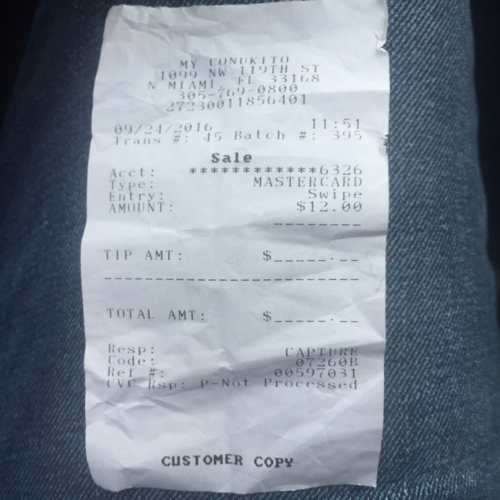 MY CONUKITO
1099 NW 119TH ST
N MIAMI, FL 33168
305-769-0800
27230011856401
09/24/2016 11:51
Trans #: 45 Batch #: 395
Sale
Acct: ************6326
Type: MASTERCARD
Entry: Swipe
AMOUNT: $12.00
--------
TIP AMT: $_____.__
TOTAL AMT: $_____.__
Resp: CAPTURE
Code: 07260B
Ref #: 00597031
CVC Rsp: P-Not Processed
CUSTOMER COPY